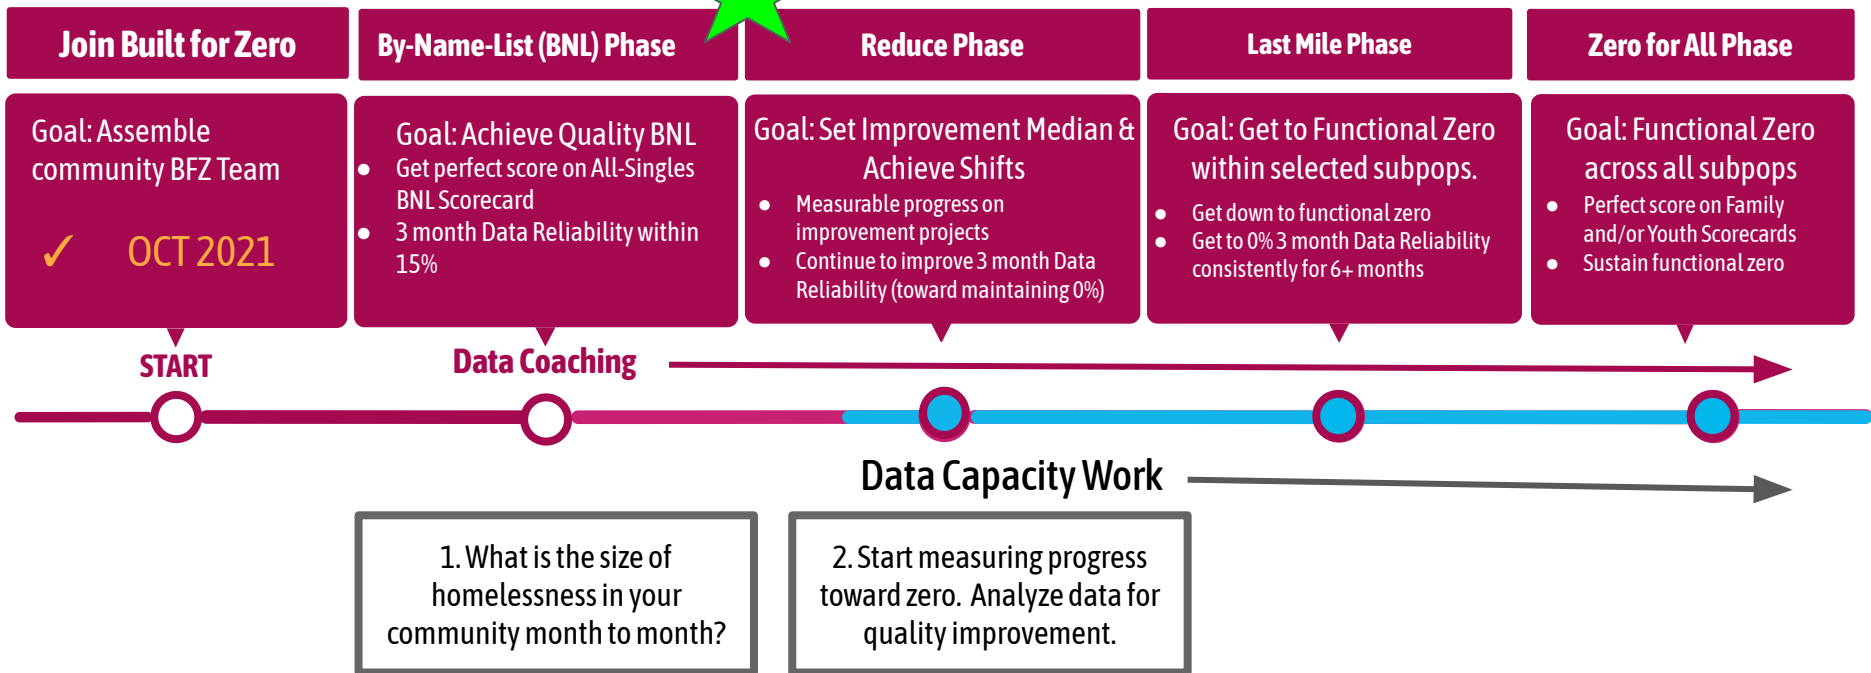 Join Built for Zero
By-Name-List (BNL) Phase
Reduce Phase
Last Mile Phase
Zero for All Phase
Goal: Assemble
community BFZ Team
✓ OCT 2021
Goal: Achieve Quality BNL
● Get perfect score on All-Singles
BNL Scorecard
● 3 month Data Reliability within
15%
Goal: Set Improvement Median &
Achieve Shifts
● Measurable progress on
improvement projects
● Continue to improve 3 month Data
Reliability (toward maintaining 0%)
Goal: Get to Functional Zero
within selected subpops.
● Get down to functional zero
● Get to 0% 3 month Data Reliability
consistently for 6+ months
Goal: Functional Zero
across all subpops
● Perfect score on Family
and/or Youth Scorecards
● Sustain functional zero
START
Data Coaching
Data Capacity Work
1. What is the size of
homelessness in your
community month to month?
2. Start measuring progress
toward zero. Analyze data for
quality improvement.